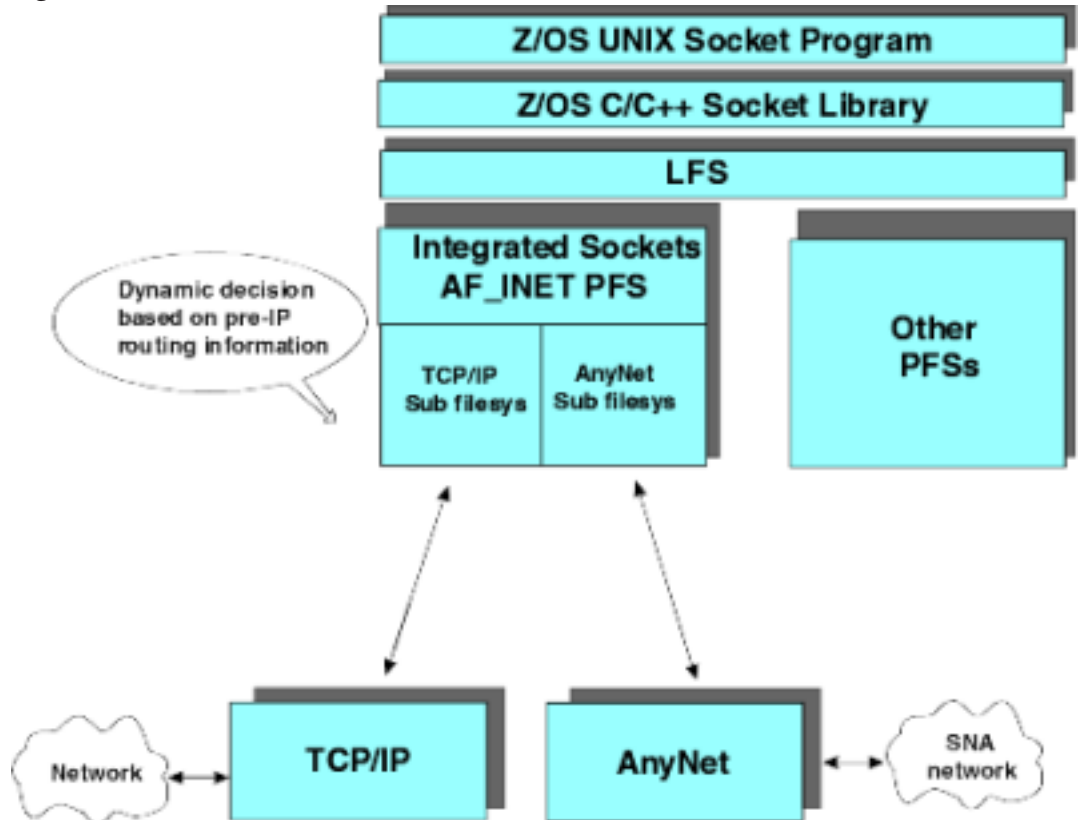 Z/OS UNIX Socket Program
Z/OS C/C++ Socket Library
LFS
Integrated Sockets
AF_INET PFS
Dynamic decision
based on pre-IP
routing information
TCP/IP
Sub filesys
AnyNet
Sub filesys
Other
PFSs
Network
TCP/IP
AnyNet
SNA
network